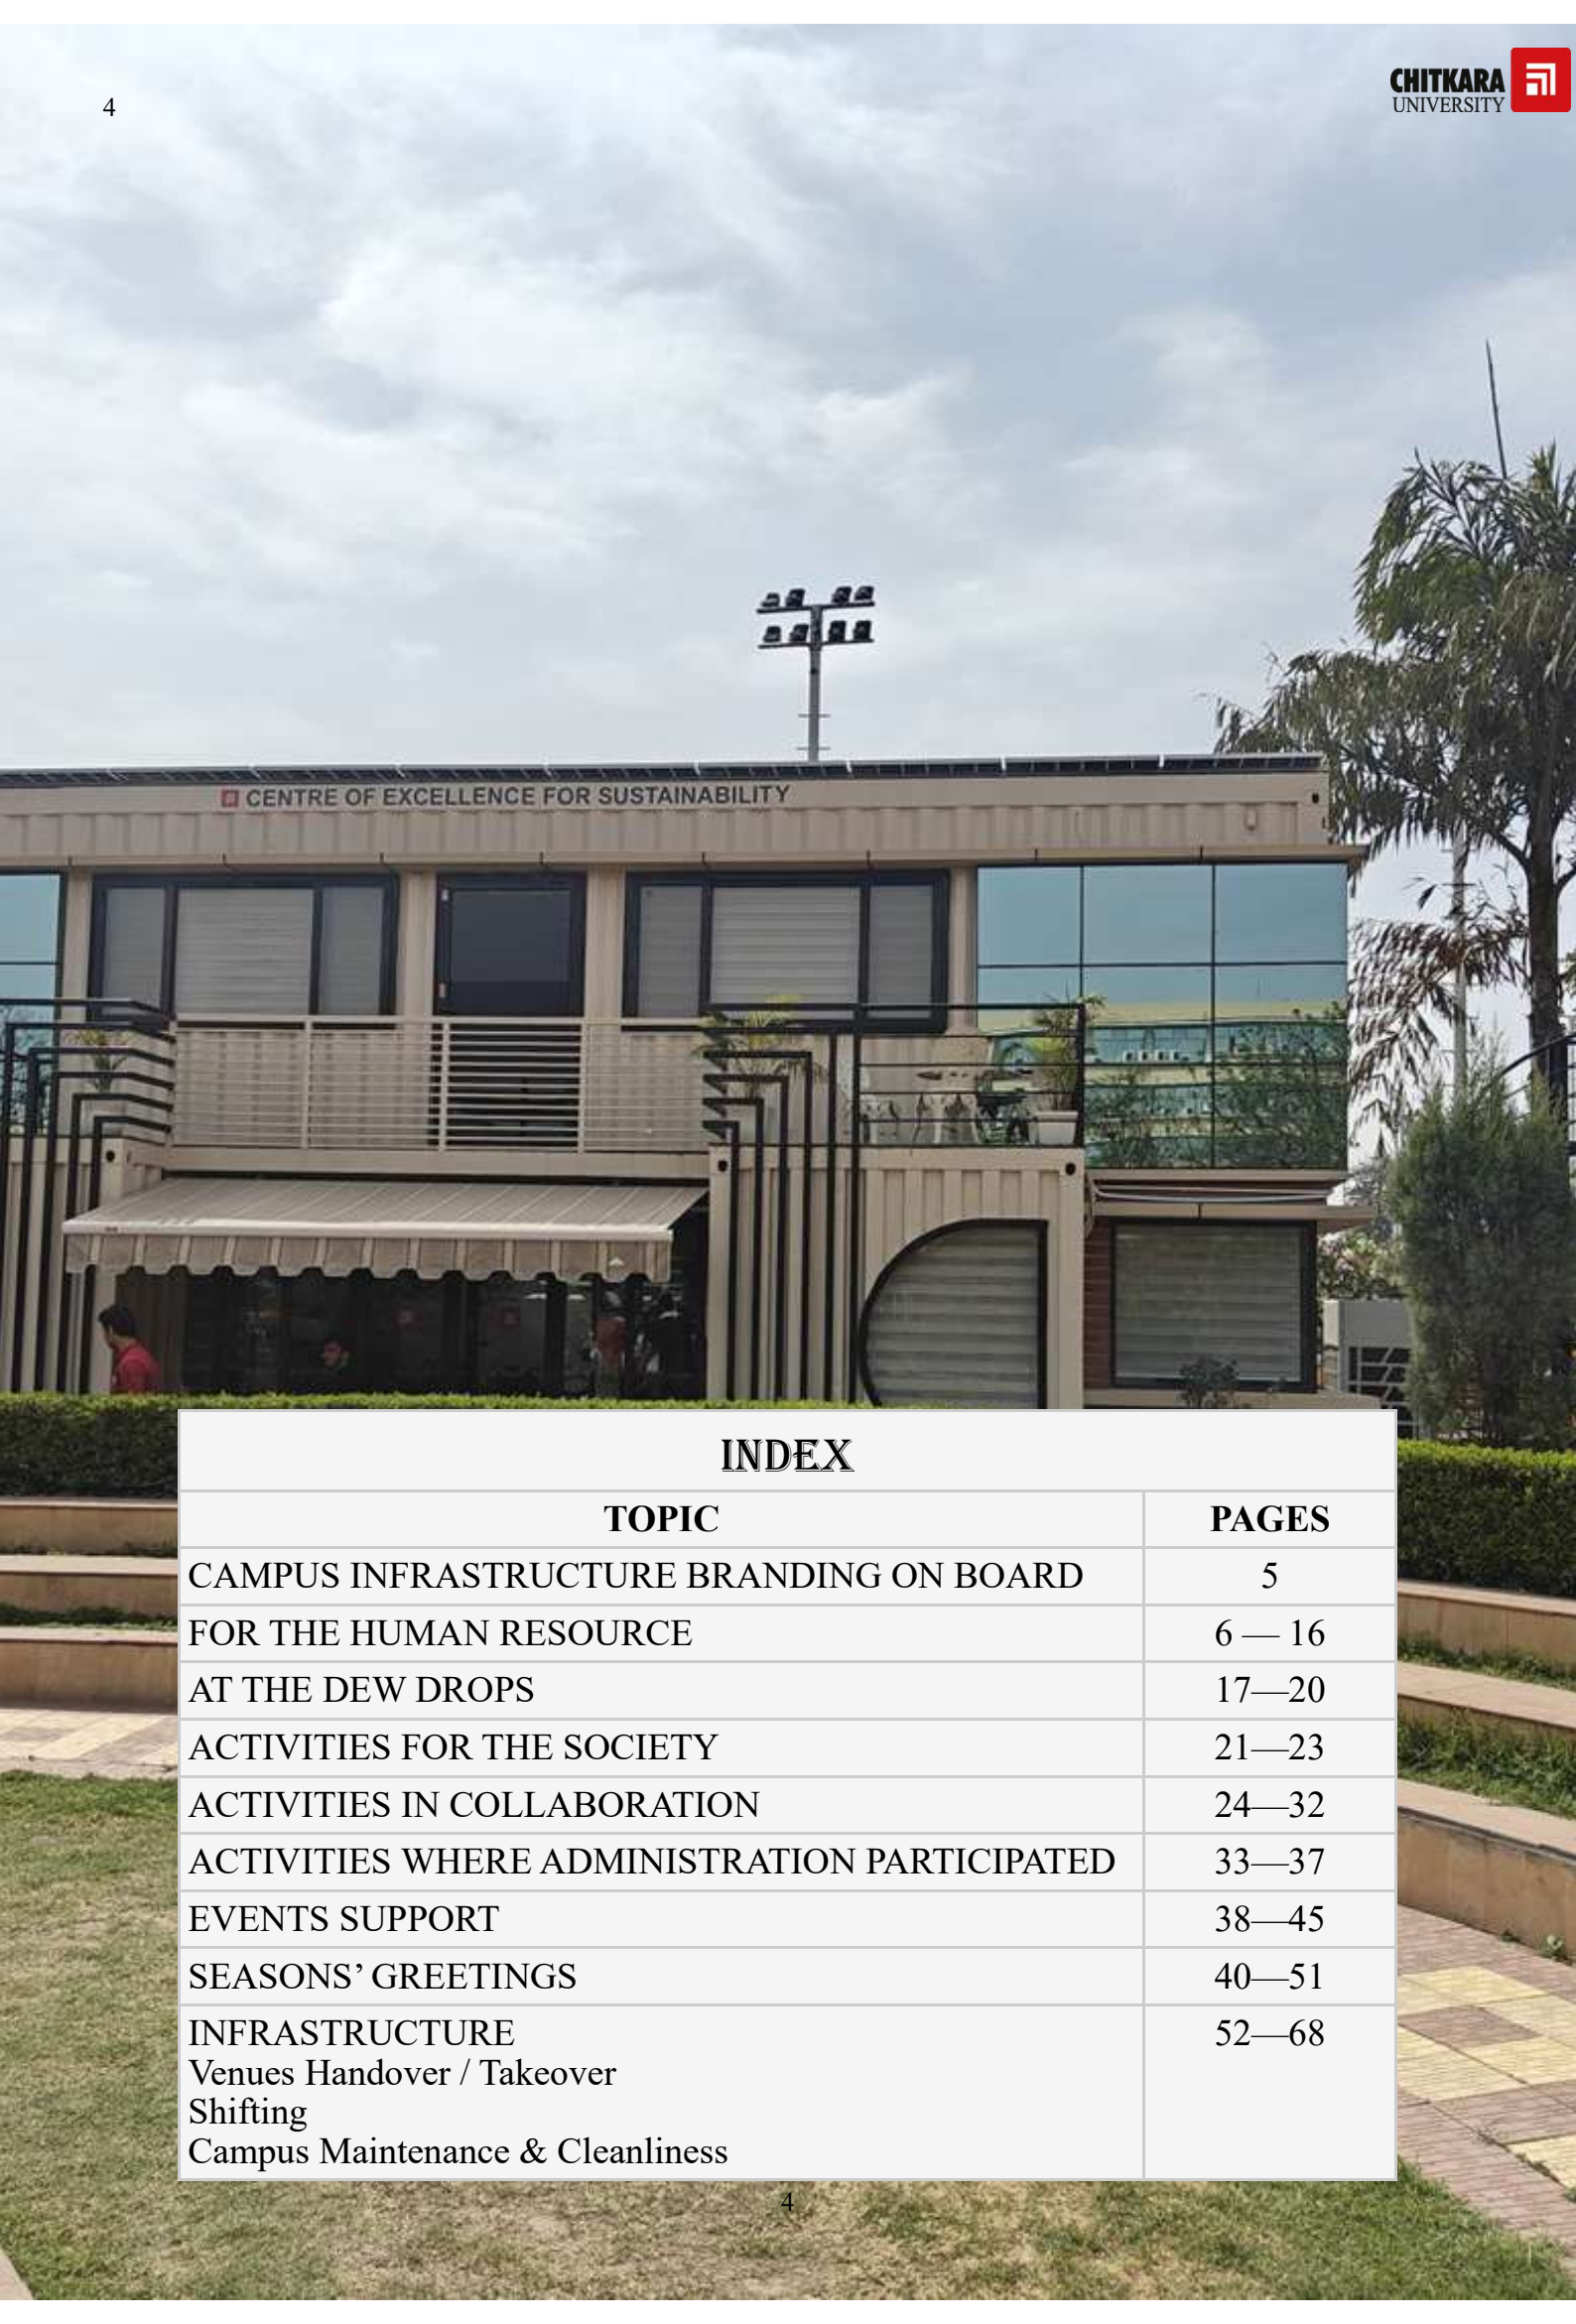 4
CHITKARA
UNIVERSITY
CENTRE OF EXCELLENCE FOR SUSTAINABILITY
INDEX
TOPIC PAGES
CAMPUS INFRASTRUCTURE BRANDING ON BOARD 5
FOR THE HUMAN RESOURCE 6 — 16
AT THE DEW DROPS 17—20
ACTIVITIES FOR THE SOCIETY 21—23
ACTIVITIES IN COLLABORATION 24—32
ACTIVITIES WHERE ADMINISTRATION PARTICIPATED 33—37
EVENTS SUPPORT 38—45
SEASONS’ GREETINGS 40—51
INFRASTRUCTURE 52—68
Venues Handover / Takeover
Shifting
Campus Maintenance & Cleanliness
4